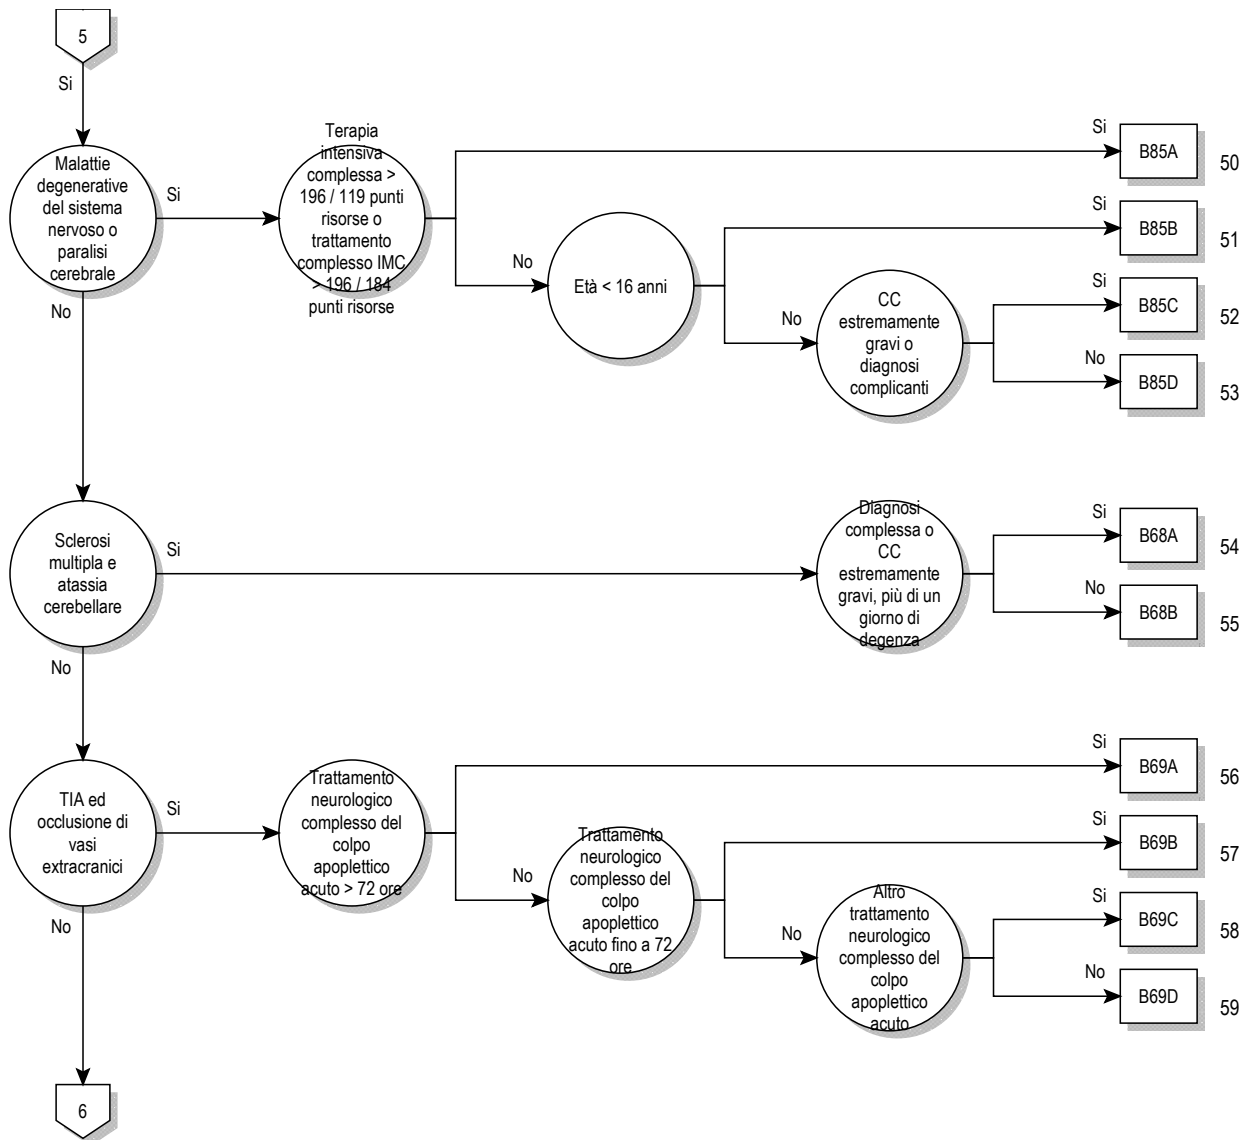 5
Si
Malattie
degenerative
del sistema
nervoso o
paralisi
cerebrale
Si
Terapia
intensiva
complessa >
196 / 119 punti
risorse o
trattamento
complesso IMC
> 196 / 184
punti risorse
Si
B85A
50
No
Età < 16 anni
Si
B85B
51
No
CC
estremamente
gravi o
diagnosi
complicanti
Si
B85C
52
No
B85D
53
No
Sclerosi
multipla e
atassia
cerebellare
Si
Diagnosi
complessa o
CC
estremamente
gravi, più di un
giorno di
degenza
Si
B68A
54
No
B68B
55
No
TIA ed
occlusione di
vasi
extracranici
Si
Trattamento
neurologico
complesso del
colpo
apoplettico
acuto > 72 ore
Si
B69A
56
No
Trattamento
neurologico
complesso del
colpo
apoplettico
acuto fino a 72
ore
Si
B69B
57
No
Altro
trattamento
neurologico
complesso del
colpo
apoplettico
acuto
Si
B69C
58
No
B69D
59
No
6